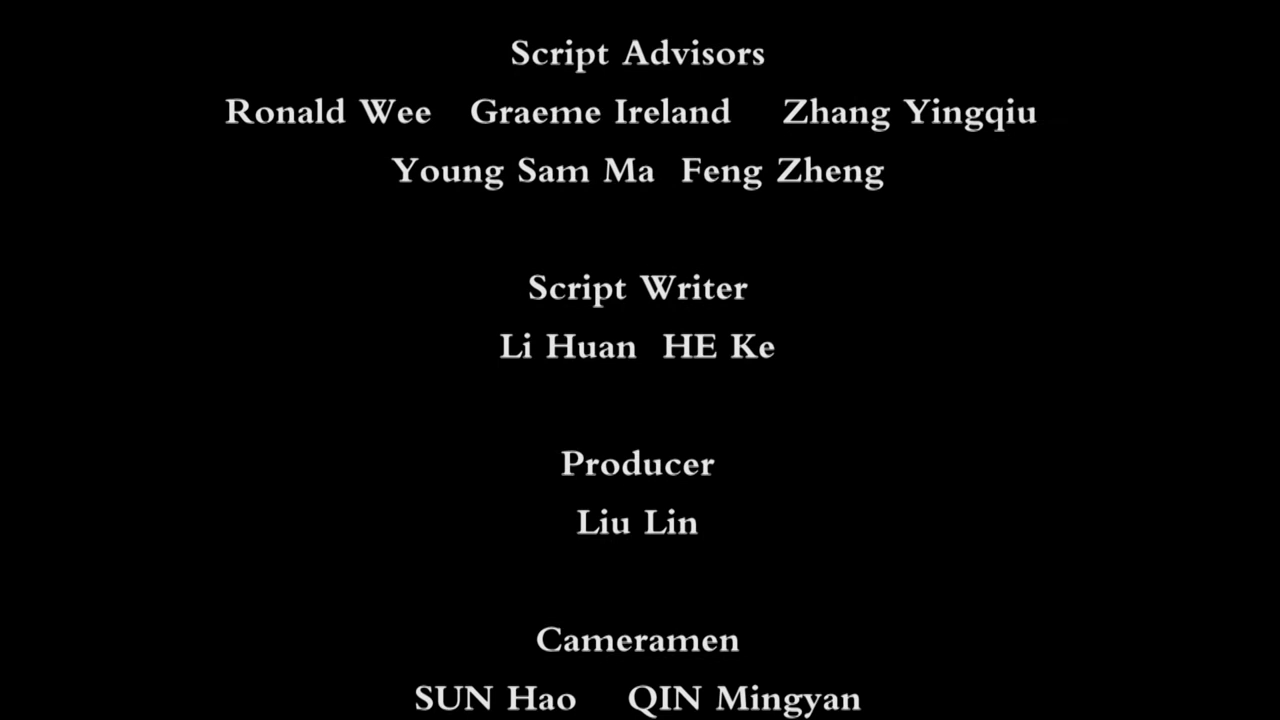 Script Advisors
Ronald Wee Graeme Ireland Zhang Yingqiu
Young Sam Ma Feng Zheng
Script Writer
Li Huan HE Ke
Producer
Liu Lin
Cameramen
SUN Hao QIN Mingyan